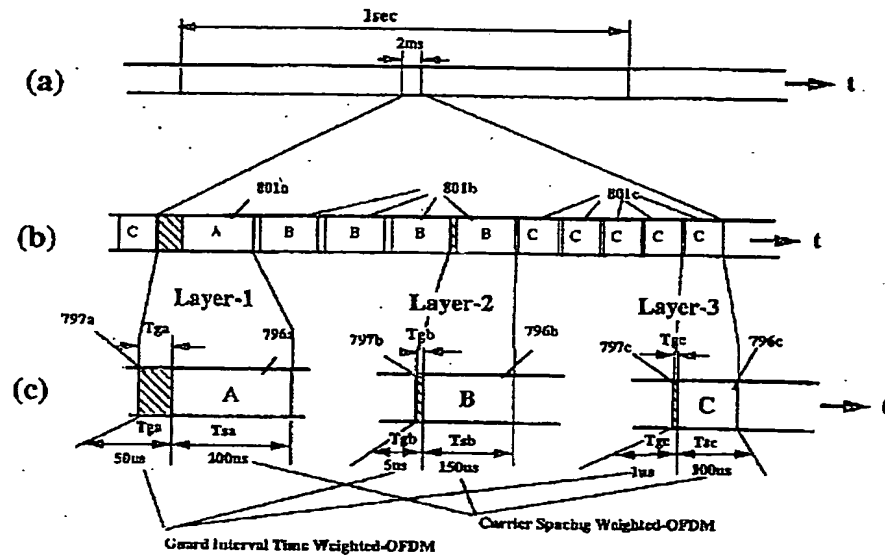 1sec
2ms
(a) t
801a 801b 801c
(b) C A B B B B C C C C C t
Layer-1 Layer-2 Layer-3
797a Tga 796a 797b Tgb 796b 797c Tgc 796c
(c) A B C t
Tga Tsa Tgb Tsb Tgc Tsc
50us 200us 5us 150us 1us 100us
Carrier Spacing Weighted-OFDM
Guard Interval Time Weighted-OFDM